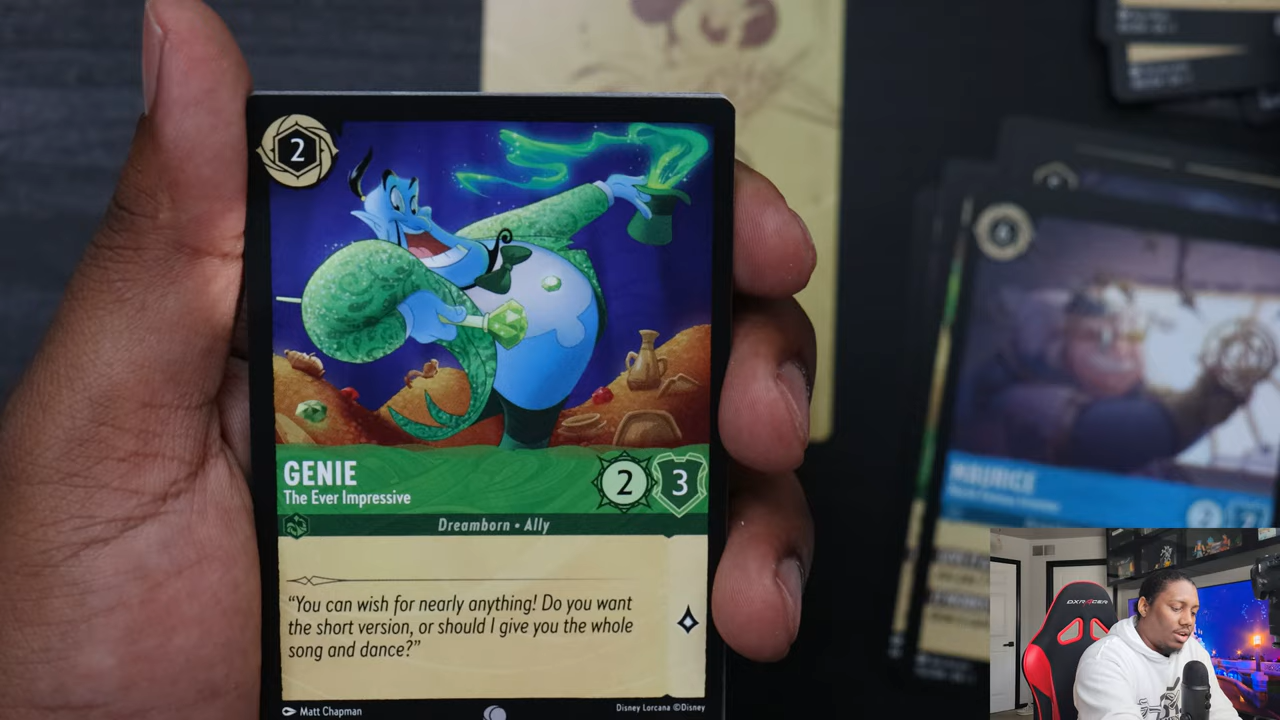 2
GENIE
The Ever Impressive
2
3
Dreamborn • Ally
“You can wish for nearly anything! Do you want
the short version, or should I give you the whole
song and dance?”
Matt Chapman
Disney Lorcana ©Disney
MAURICE
DXRACER